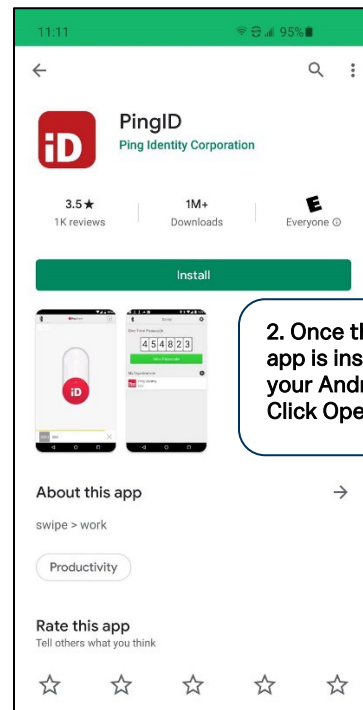 11:11
95%
iD
PingID
Ping Identity Corporation
3.5★
1K reviews
1M+
Downloads
E
Everyone
Install
iD
454823
2. Once th
app is ins
your Andr
Click Ope
About this app
swipe > work
Productivity
Rate this app
Tell others what you think